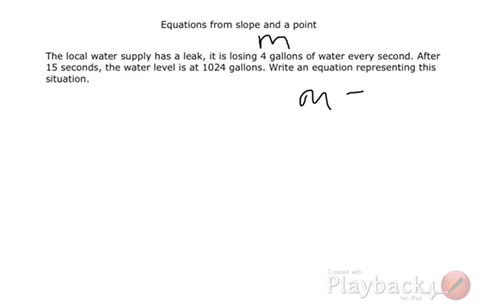 Equations from slope and a point
m
The local water supply has a leak, it is losing 4 gallons of water every second. After
15 seconds, the water level is at 1024 gallons. Write an equation representing this
situation.
m =
Created with
Playback
for iPad